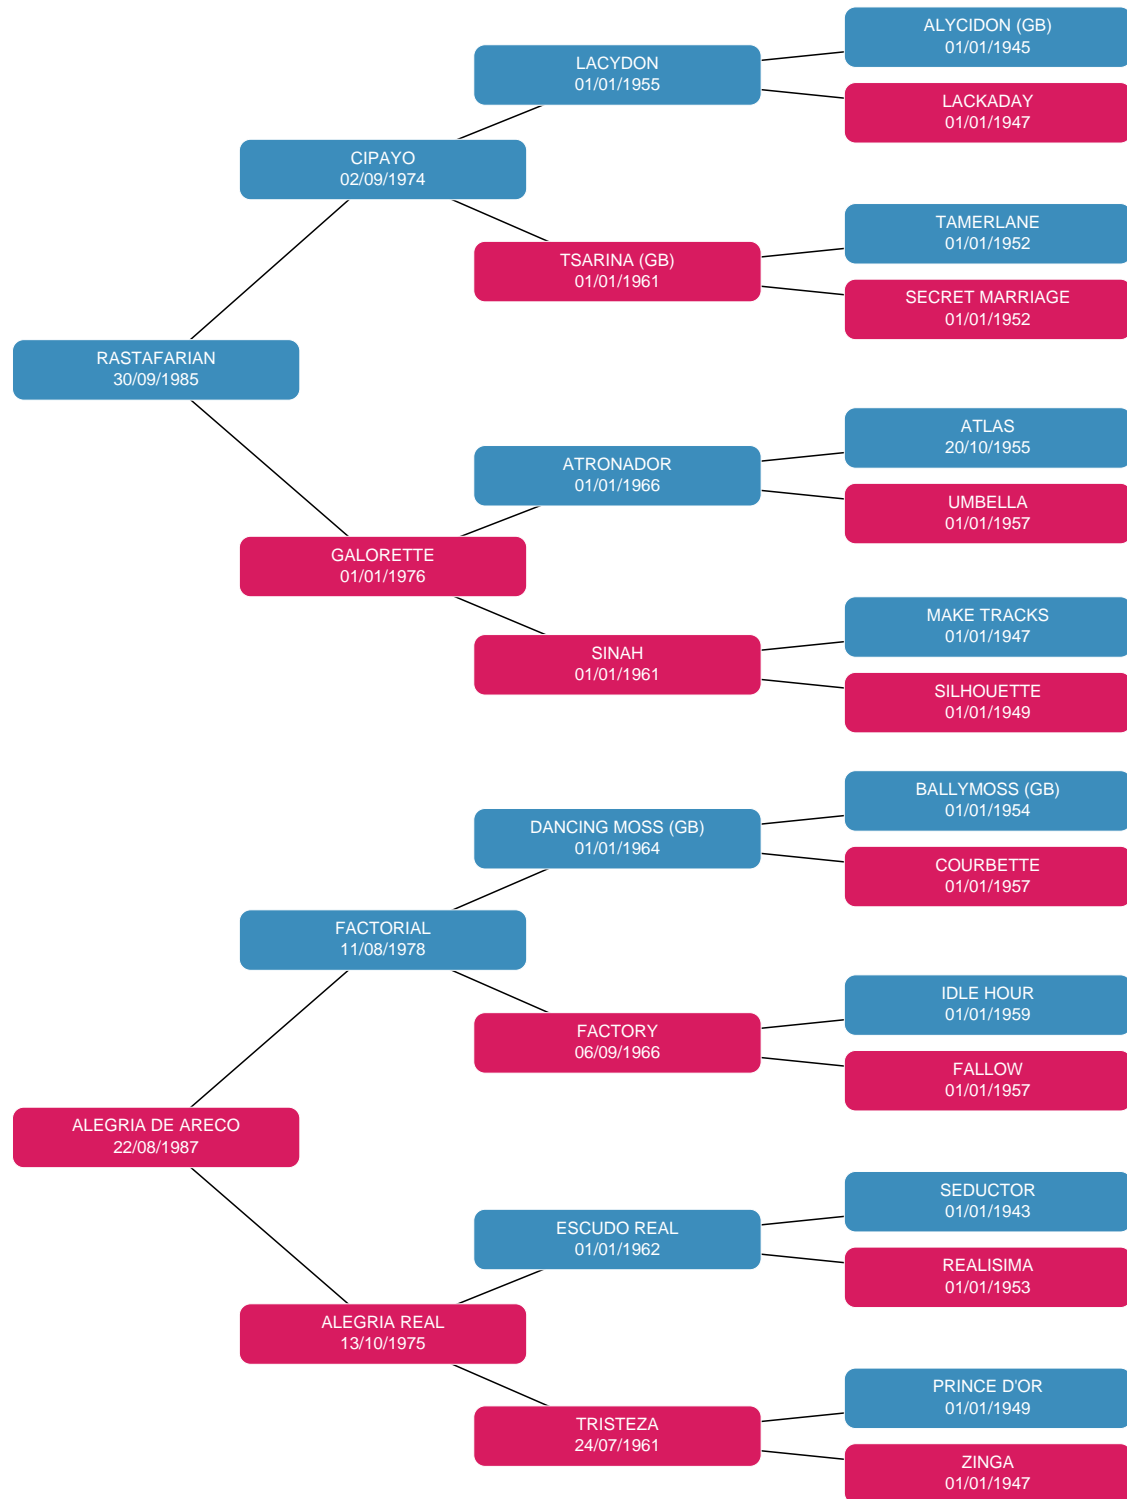 ALYCIDON (GB)
01/01/1945
LACYDON
01/01/1955
LACKADAY
01/01/1947
CIPAYO
02/09/1974
TAMERLANE
01/01/1952
TSARINA (GB)
01/01/1961
SECRET MARRIAGE
01/01/1952
RASTAFARIAN
30/09/1985
ATLAS
20/10/1955
ATRONADOR
01/01/1966
UMBELLA
01/01/1957
GALORETTE
01/01/1976
MAKE TRACKS
01/01/1947
SINAH
01/01/1961
SILHOUETTE
01/01/1949
BALLYMOSS (GB)
01/01/1954
DANCING MOSS (GB)
01/01/1964
COURBETTE
01/01/1957
FACTORIAL
11/08/1978
IDLE HOUR
01/01/1959
FACTORY
06/09/1966
FALLOW
01/01/1957
ALEGRIA DE ARECO
22/08/1987
SEDUCTOR
01/01/1943
ESCUDO REAL
01/01/1962
REALISIMA
01/01/1953
ALEGRIA REAL
13/10/1975
PRINCE D'OR
01/01/1949
TRISTEZA
24/07/1961
ZINGA
01/01/1947